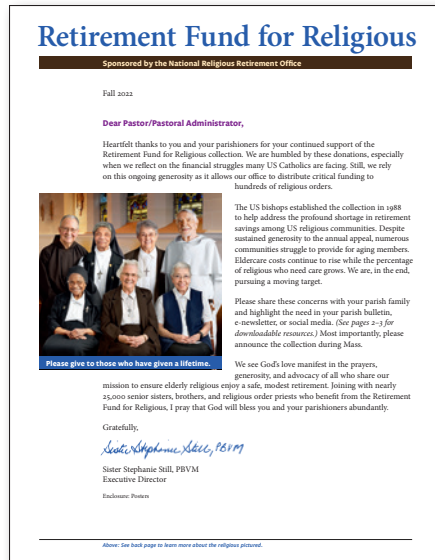 Retirement Fund for Religious
Sponsored by the National Religious Retirement Office
Fall 2022
Dear Pastor/Pastoral Administrator,
Heartfelt thanks to you and your parishioners for your continued support of the
Retirement Fund for Religious collection. We are humbled by these donations, especially
when we reflect on the financial struggles many US Catholics are facing. Still, we rely
on this ongoing generosity as it allows our office to distribute critical funding to
hundreds of religious orders.
The US bishops established the collection in 1988
to help address the profound shortage in retirement
savings among US religious communities. Despite
sustained generosity to the annual appeal, numerous
communities struggle to provide for aging members.
Eldercare costs continue to rise while the percentage
of religious who need care grows. We are, in the end,
pursuing a moving target.
Please share these concerns with your parish family
and highlight the need in your parish bulletin,
e-newsletter, or social media. (See pages 2–3 for
downloadable resources.) Most importantly, please
announce the collection during Mass.
Please give to those who have given a lifetime.
We see God's love manifest in the prayers,
generosity, and advocacy of all who share our
mission to ensure elderly religious enjoy a safe, modest retirement. Joining with nearly
25,000 senior sisters, brothers, and religious order priests who benefit from the Retirement
Fund for Religious, I pray that God will bless you and your parishioners abundantly.
Gratefully,
Sister Stephanie Still, PBVM
Sister Stephanie Still, PBVM
Executive Director
Enclosure: Posters
Above: See back page to learn more about the religious pictured.